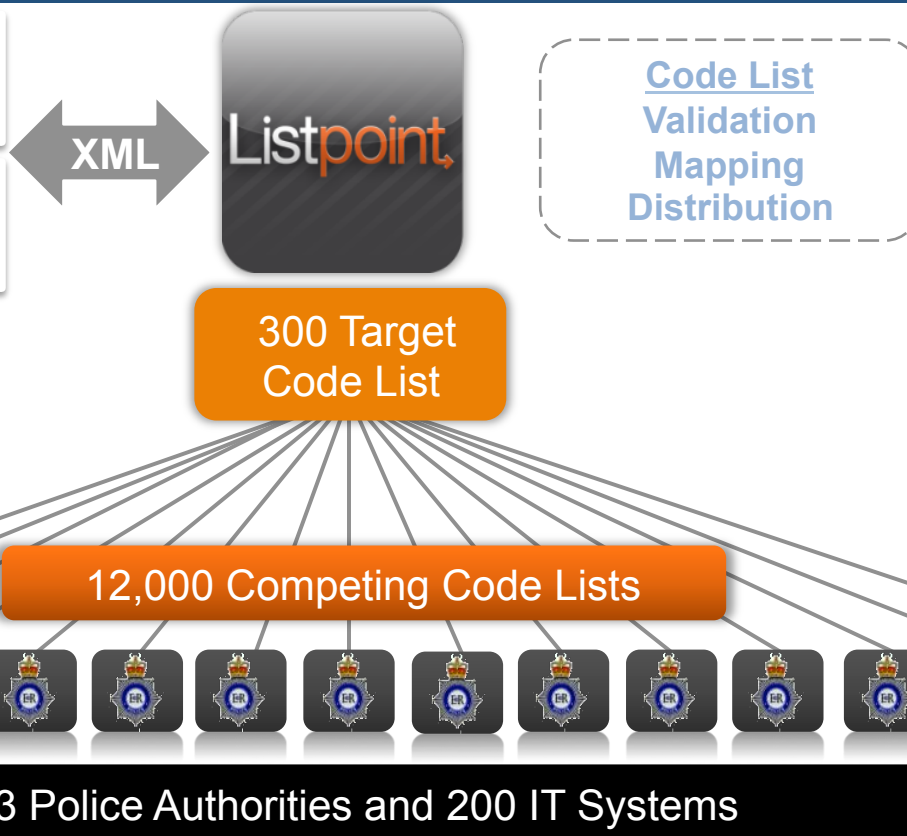 XML
Listpoint
Code List
Validation
Mapping
Distribution
300 Target
Code List
12,000 Competing Code Lists
3 Police Authorities and 200 IT Systems